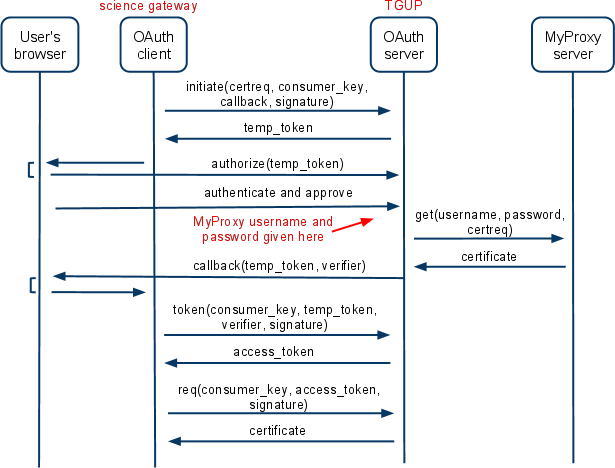 science gateway
TGUP
User's
browser
OAuth
client
OAuth
server
MyProxy
server
initiate(certreq, consumer_key,
callback, signature)
temp_token
authorize(temp_token)
authenticate and approve
MyProxy username and
password given here
get(username, password,
certreq)
certificate
callback(temp_token, verifier)
token(consumer_key, temp_token,
verifier, signature)
access_token
req(consumer_key, access_token,
signature)
certificate